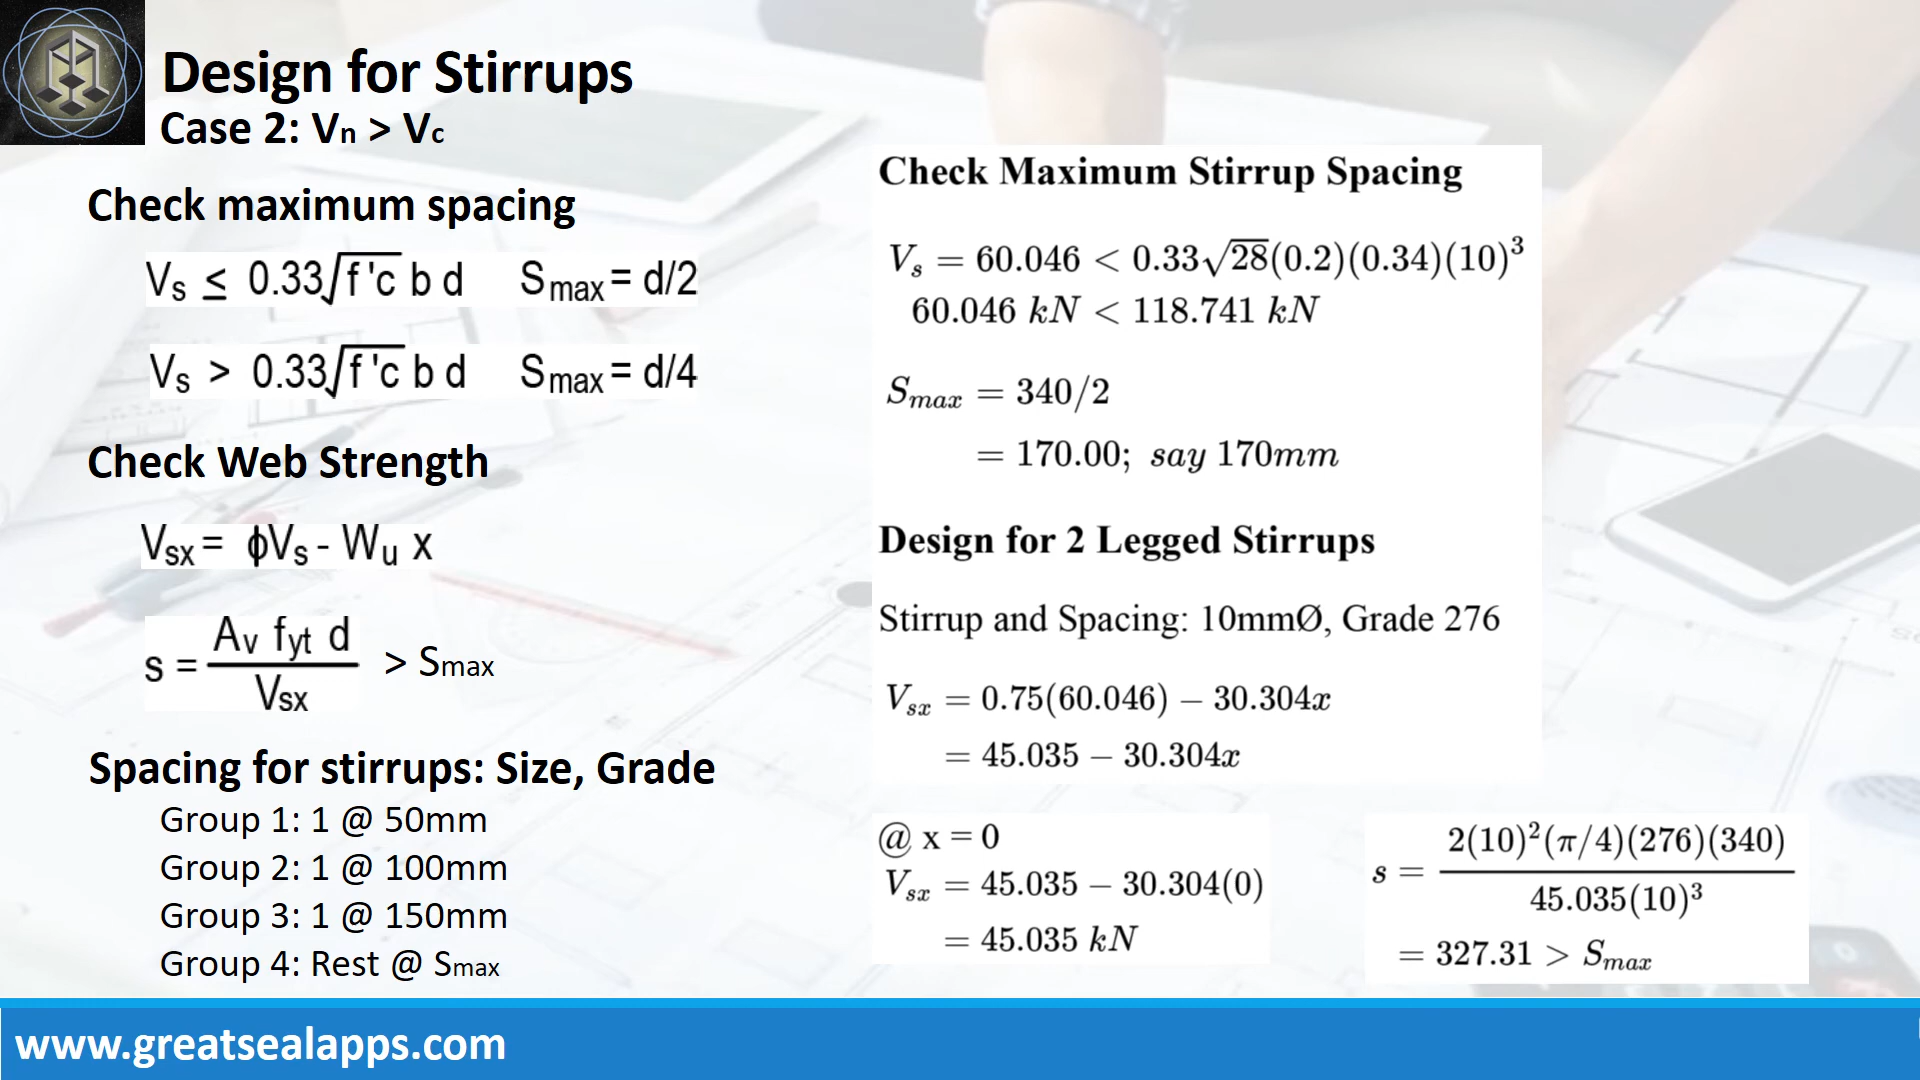 Design for Stirrups
Case 2: Vn > Vc
Check maximum spacing
Vs ≤ 0.33√f'c b d Smax = d/2
Vs > 0.33√f'c b d Smax = d/4
Check Web Strength
Vsx = ϕVs - Wu x
s = Av fyt d / Vsx > Smax
Spacing for stirrups: Size, Grade
Group 1: 1 @ 50mm
Group 2: 1 @ 100mm
Group 3: 1 @ 150mm
Group 4: Rest @ Smax
Check Maximum Stirrup Spacing
Vs = 60.046 < 0.33√28(0.2)(0.34)(10)³
60.046 kN < 118.741 kN
Smax = 340/2
= 170.00; say 170mm
Design for 2 Legged Stirrups
Stirrup and Spacing: 10mmØ, Grade 276
Vsx = 0.75(60.046) − 30.304x
= 45.035 − 30.304x
@ x = 0
Vsx = 45.035 − 30.304(0)
= 45.035 kN
s = 2(10)²(π/4)(276)(340) / 45.035(10)³
= 327.31 > Smax
www.greatsealapps.com